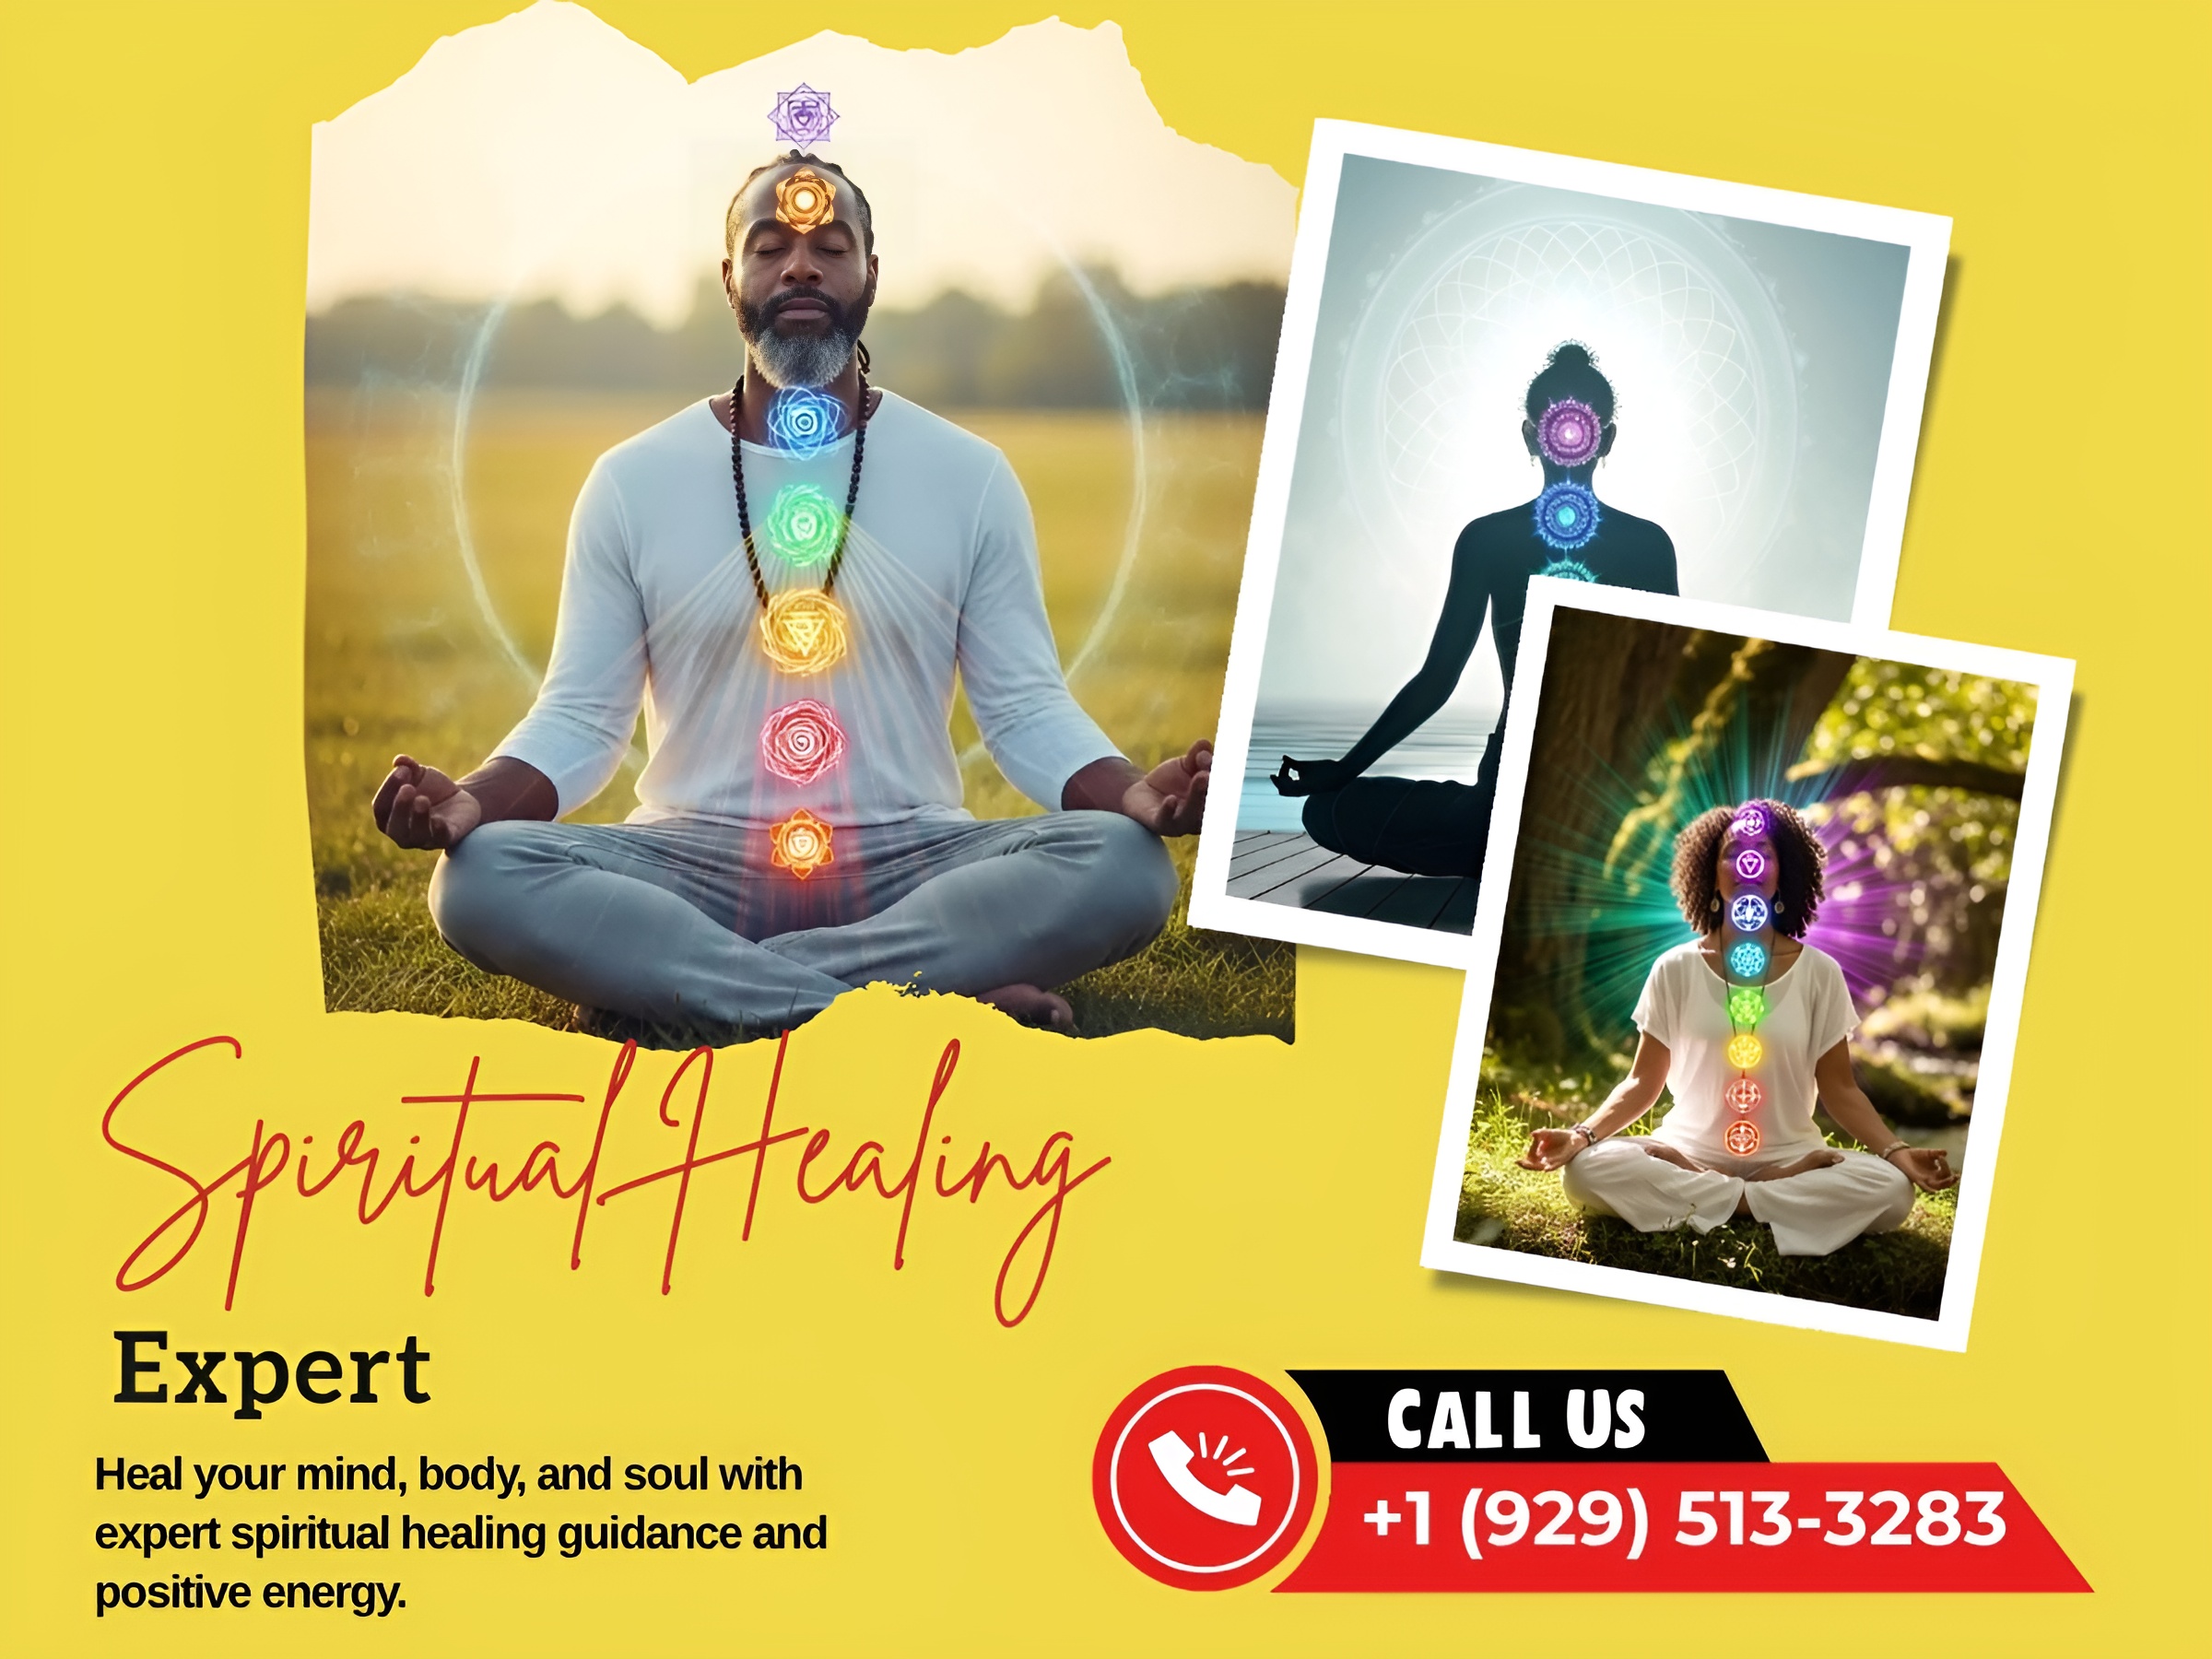 Spiritual Healing
Expert
Heal your mind, body, and soul with
expert spiritual healing guidance and
positive energy.
CALL US
+1 (929) 513-3283